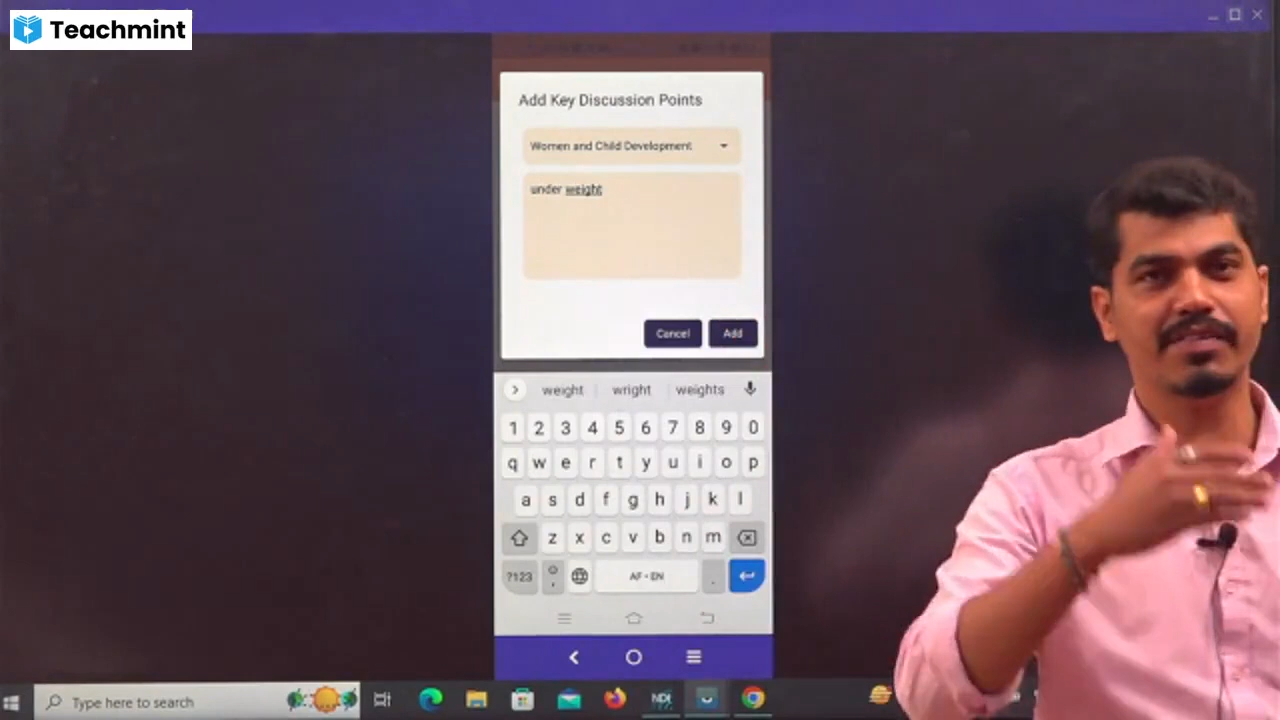 Teachmint
Add Key Discussion Points
Women and Child Development
under weight
Cancel Add
weight wright weights
1 2 3 4 5 6 7 8 9 0
q w e r t y u i o p
a s d f g h j k l
z x c v b n m
?123 , AF • EN .
Type here to search
NDI